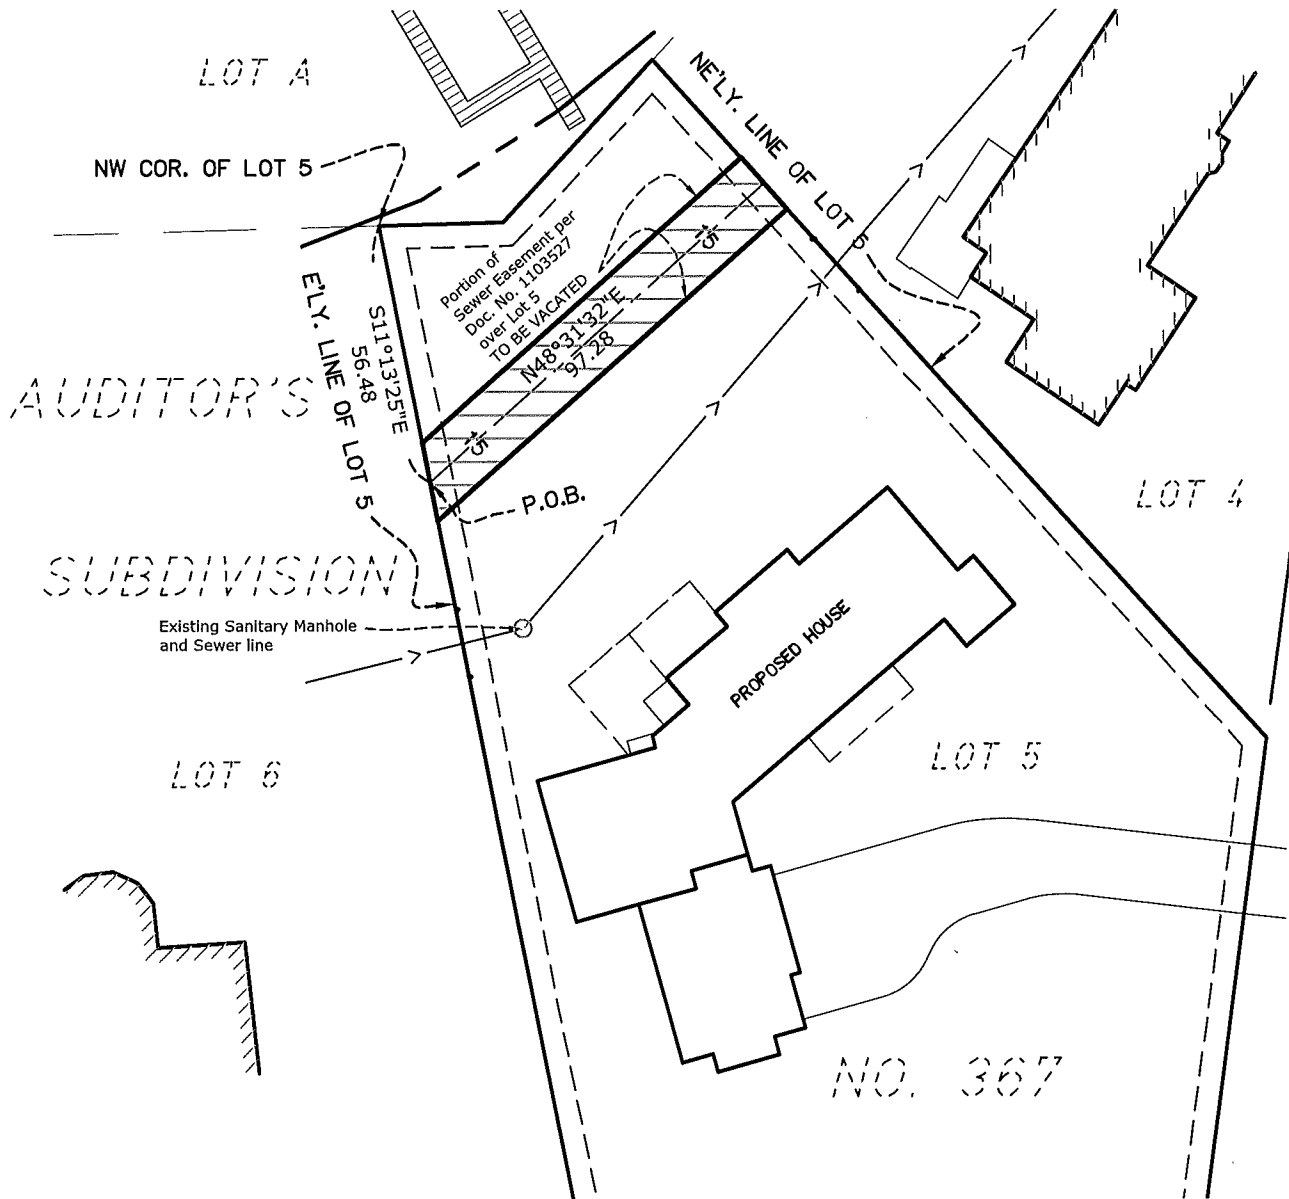 LOT A
NE'LY. LINE OF LOT 5
NW COR. OF LOT 5
Portion of
Sewer Easement per
Doc. No. 1103527
over Lot 5
TO BE VACATED
15
N48°31'32"E
97.28
15
S11°13'25"E
56.48
E'LY. LINE OF LOT 5
AUDITOR'S
P.O.B.
LOT 4
SUBDIVISION
Existing Sanitary Manhole
and Sewer line
PROPOSED HOUSE
LOT 5
LOT 6
NO. 367